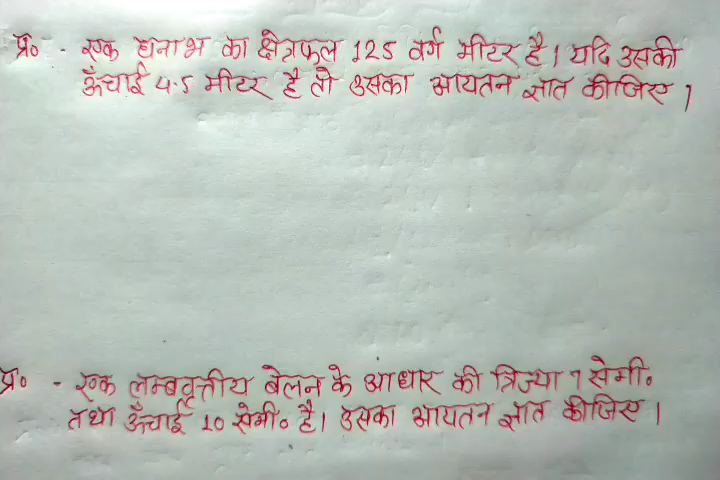 प्र० - एक घनाभ का क्षेत्रफल 125 वर्ग मीटर है। यदि उसकी
ऊँचाई 4.5 मीटर है तो उसका आयतन ज्ञात कीजिए।
प्र० - एक लम्बवृत्तीय बेलन के आधार की त्रिज्या 7 सेमी०
तथा ऊँचाई 10 सेमी० है। उसका आयतन ज्ञात कीजिए।